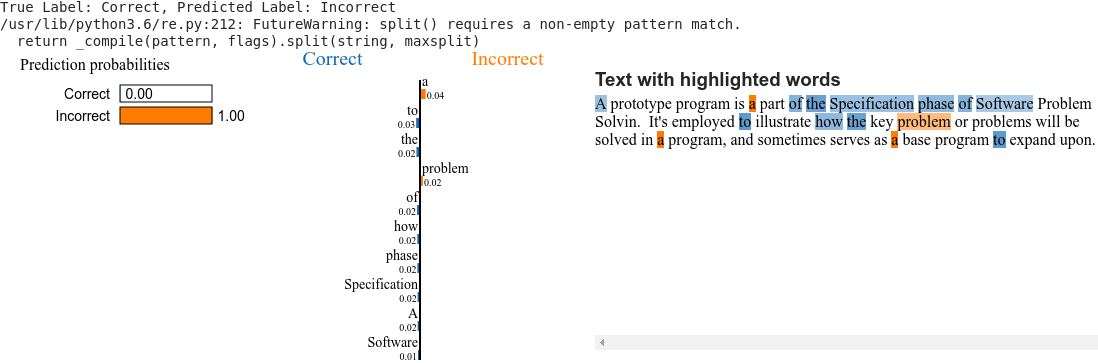 True Label: Correct, Predicted Label: Incorrect
/usr/lib/python3.6/re.py:212: FutureWarning: split() requires a non-empty pattern match.
return _compile(pattern, flags).split(string, maxsplit)
Prediction probabilities
Correct 0.00
Incorrect 1.00
Correct Incorrect
a
0.04
to
0.03
the
0.02
problem
0.02
of
0.02
how
0.02
phase
0.02
Specification
0.02
A
0.02
Software
0.01
Text with highlighted words
A prototype program is a part of the Specification phase of Software Problem
Solvin. It's employed to illustrate how the key problem or problems will be
solved in a program, and sometimes serves as a base program to expand upon.